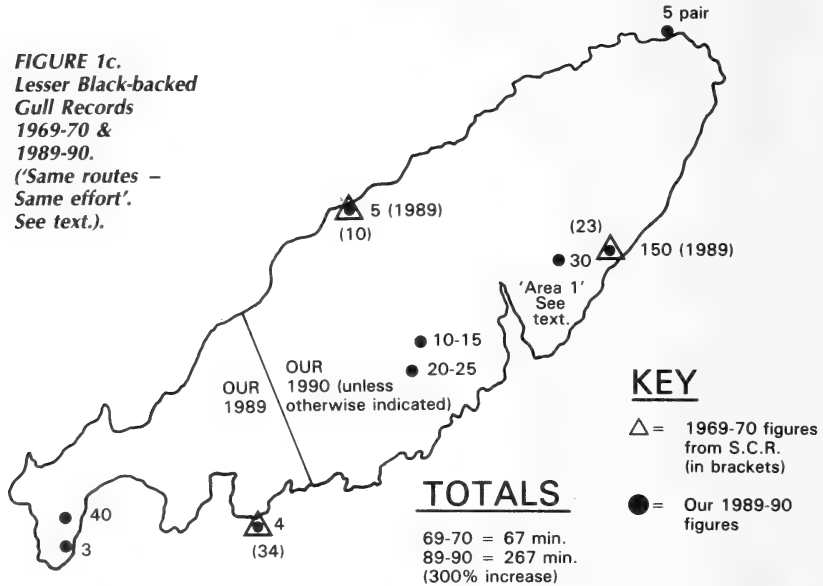 FIGURE 1c.
Lesser Black-backed
Gull Records
1969-70 &
1989-90.
('Same routes –
Same effort'.
See text.).
5 pair
5 (1989)
(10)
(23)
150 (1989)
30
'Area 1'
See
text.
10-15
20-25
OUR
1989
OUR
1990 (unless
otherwise indicated)
40
3
4
(34)
TOTALS
69-70 = 67 min.
89-90 = 267 min.
(300% increase)
KEY
△ = 1969-70 figures
from S.C.R.
(in brackets)
● = Our 1989-90
figures